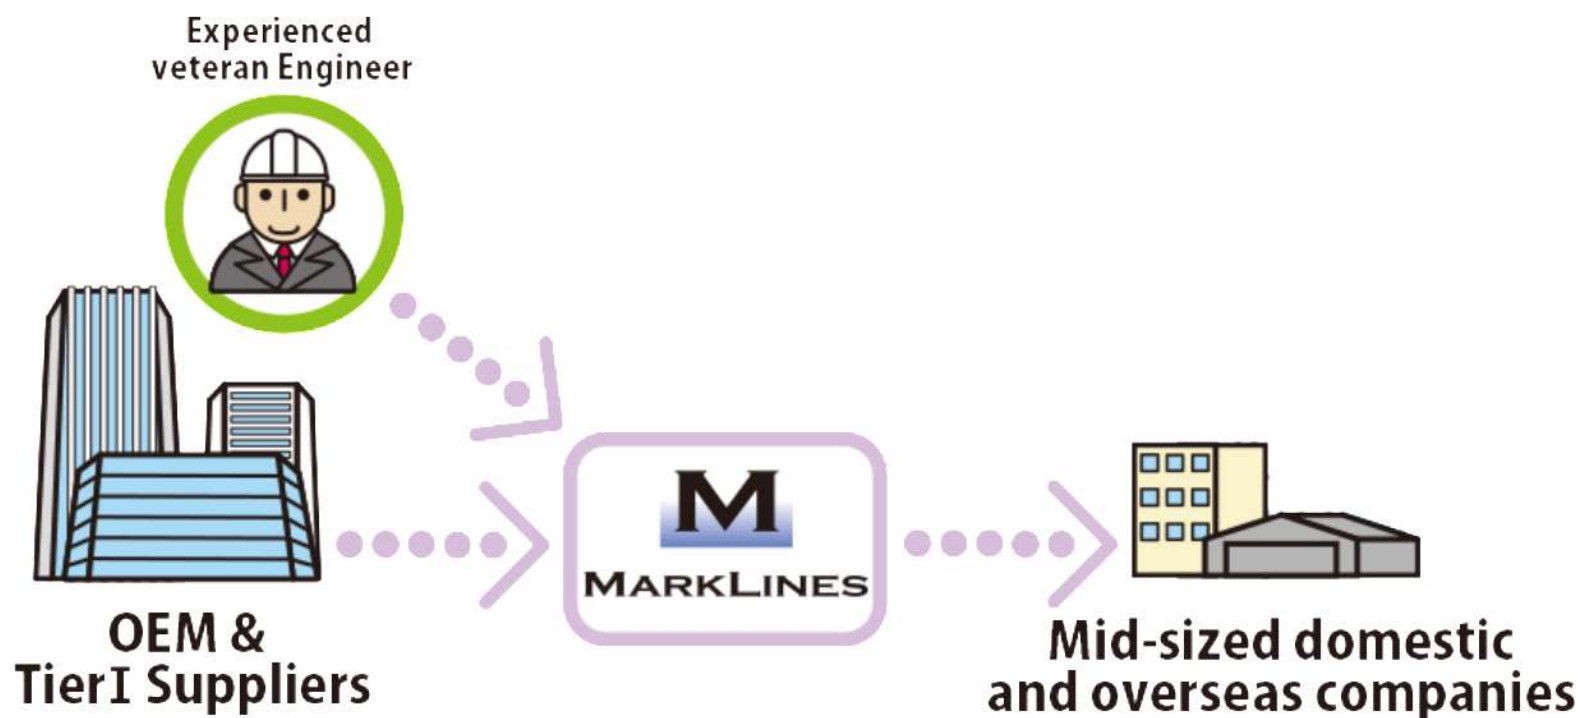 Experienced
veteran Engineer
M
MARKLINES
OEM &
TierI Suppliers
Mid-sized domestic
and overseas companies